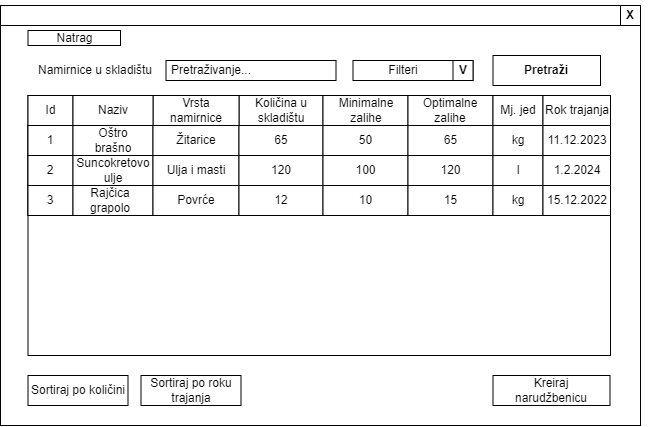 X
Natrag
Namirnice u skladištu Pretraživanje... Filteri V Pretraži
Id Naziv Vrsta namirnice Količina u skladištu Minimalne zalihe Optimalne zalihe Mj. jed Rok trajanja
1 Oštro brašno Žitarice 65 50 65 kg 11.12.2023
2 Suncokretovo ulje Ulja i masti 120 100 120 l 1.2.2024
3 Rajčica grapolo Povrće 12 10 15 kg 15.12.2022
Sortiraj po količini Sortiraj po roku trajanja Kreiraj narudžbenicu